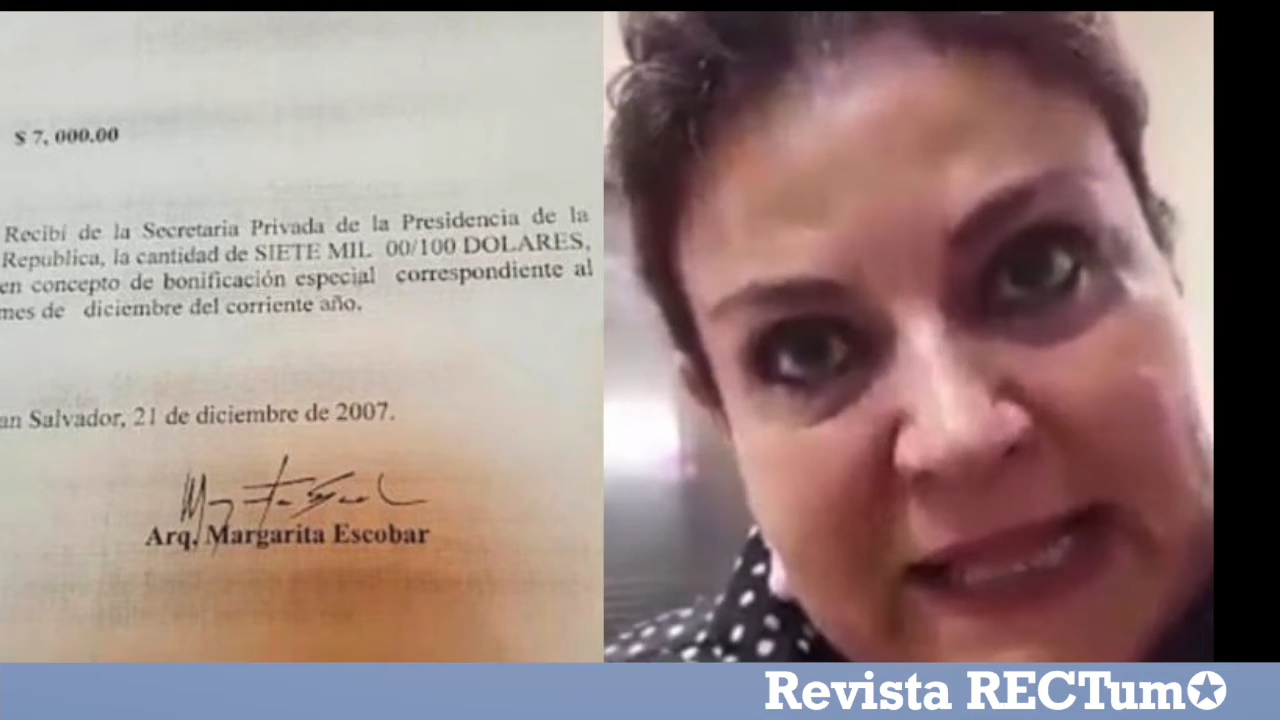 $ 7, 000.00
Recibí de la Secretaria Privada de la Presidencia de la
Republica, la cantidad de SIETE MIL 00/100 DOLARES,
en concepto de bonificación especial correspondiente al
mes de diciembre del corriente año.
an Salvador, 21 de diciembre de 2007.
Arq. Margarita Escobar
Revista RECTum✪